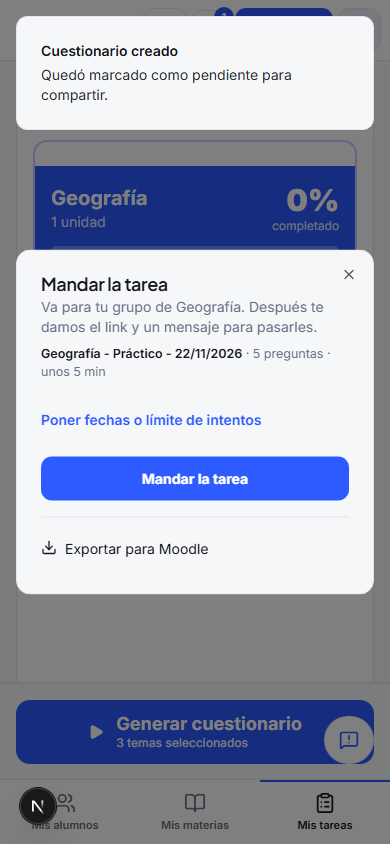 Cuestionario creado
Quedó marcado como pendiente para
compartir.
Geografía
0%
1 unidad
completado
Mandar la tarea
Va para tu grupo de Geografía. Después te
damos el link y un mensaje para pasarles.
Geografía - Práctico - 22/11/2026 · 5 preguntas ·
unos 5 min
Poner fechas o límite de intentos
Mandar la tarea
Exportar para Moodle
Generar cuestionario
3 temas seleccionados
N
Mis alumnos
Mis materias
Mis tareas